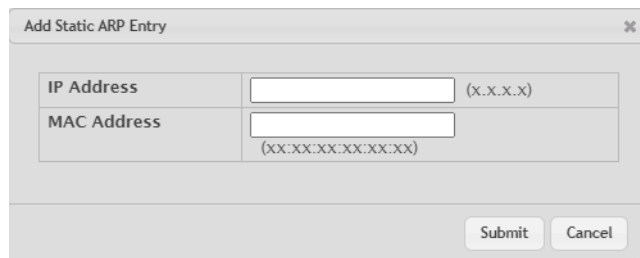 Add Static ARP Entry
IP Address (x.x.x.x)
MAC Address
(xx:xx:xx:xx:xx:xx)
Submit Cancel